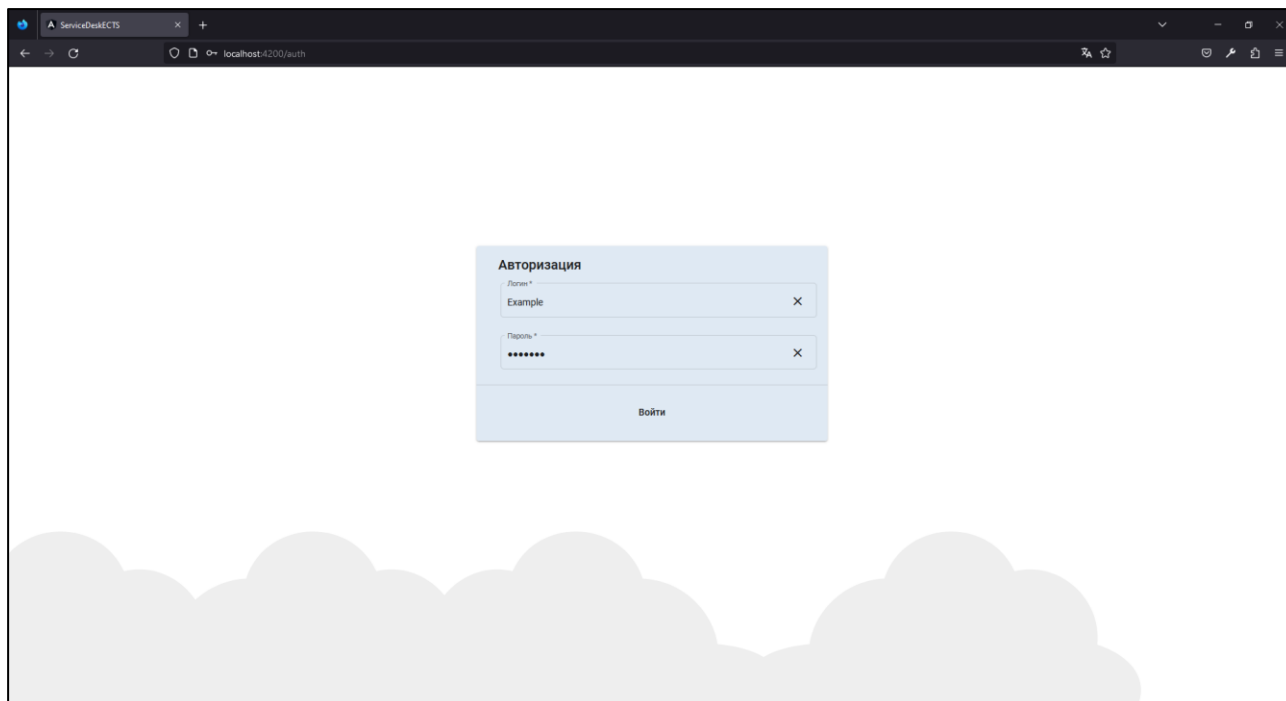 ServiceDeskECTS
localhost:4200/auth
Авторизация
Логин *
Example
Пароль *
•••••••
Войти